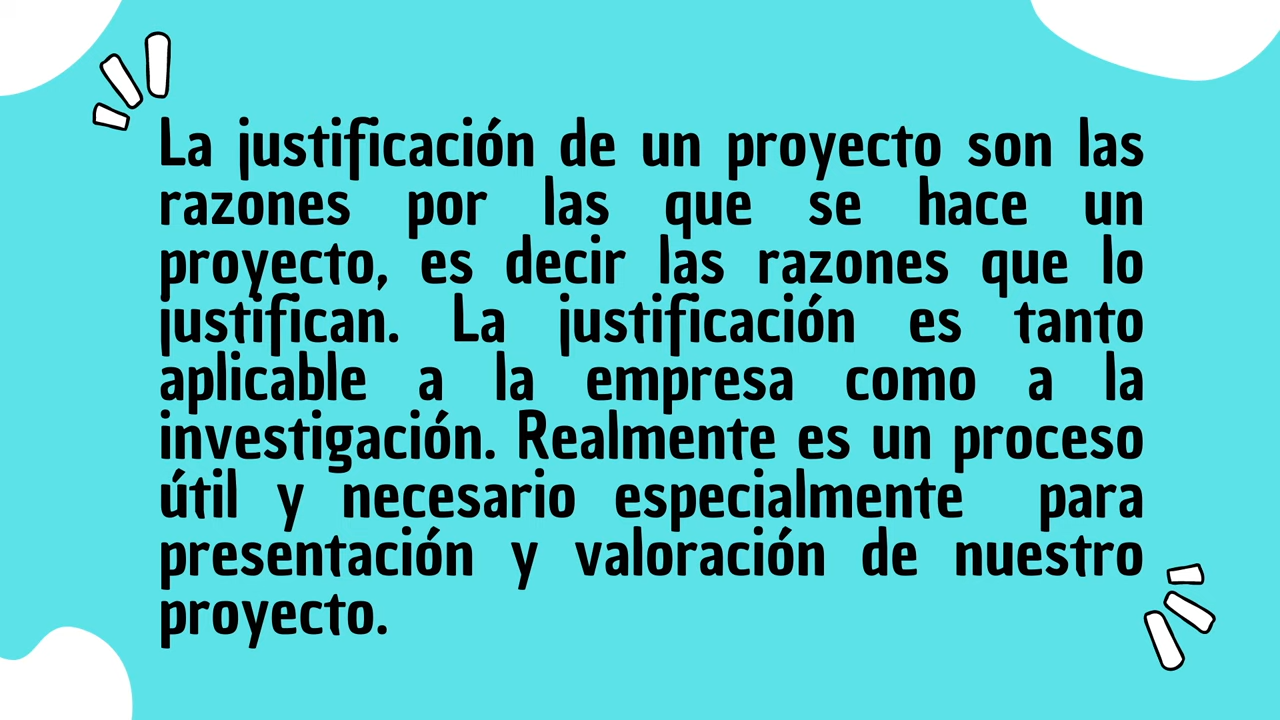 La justificación de un proyecto son las
razones por las que se hace un
proyecto, es decir las razones que lo
justifican. La justificación es tanto
aplicable a la empresa como a la
investigación. Realmente es un proceso
útil y necesario especialmente para
presentación y valoración de nuestro
proyecto.